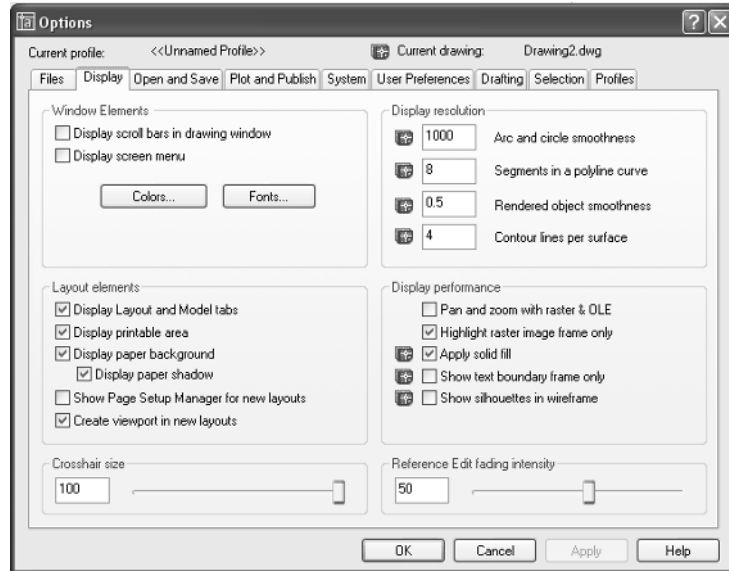 Options
Current profile: <<Unnamed Profile>> Current drawing: Drawing2.dwg
Files Display Open and Save Plot and Publish System User Preferences Drafting Selection Profiles
Window Elements
Display scroll bars in drawing window
Display screen menu
Colors... Fonts...
Display resolution
1000 Arc and circle smoothness
8 Segments in a polyline curve
0.5 Rendered object smoothness
4 Contour lines per surface
Layout elements
Display Layout and Model tabs
Display printable area
Display paper background
Display paper shadow
Show Page Setup Manager for new layouts
Create viewport in new layouts
Display performance
Pan and zoom with raster & OLE
Highlight raster image frame only
Apply solid fill
Show text boundary frame only
Show silhouettes in wireframe
Crosshair size
100
Reference Edit fading intensity
50
OK Cancel Apply Help